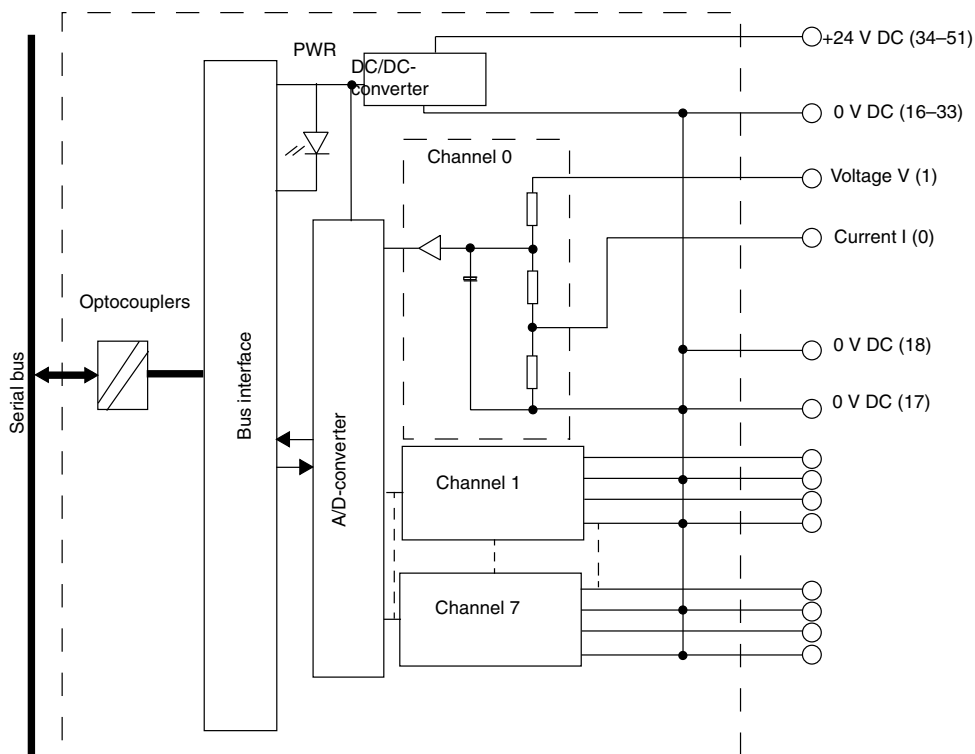 +24 V DC (34–51)
PWR
DC/DC-
converter
0 V DC (16–33)
Channel 0
Voltage V (1)
Current I (0)
Optocouplers
0 V DC (18)
Serial bus
Bus interface
0 V DC (17)
A/D-converter
Channel 1
Channel 7